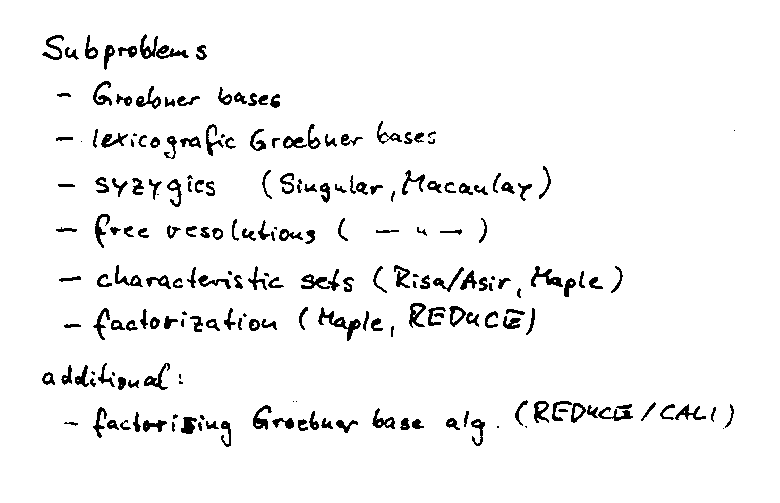 Subproblems
- Groebner bases
- lexicografic Groebner bases
- syzygies (Singular, Macaulay)
- free resolutions ( — " — )
- characteristic sets (Risa/Asir, Maple)
- factorization (Maple, REDUCE)
additional:
- factorising Groebner base alg. (REDUCE/CALI)